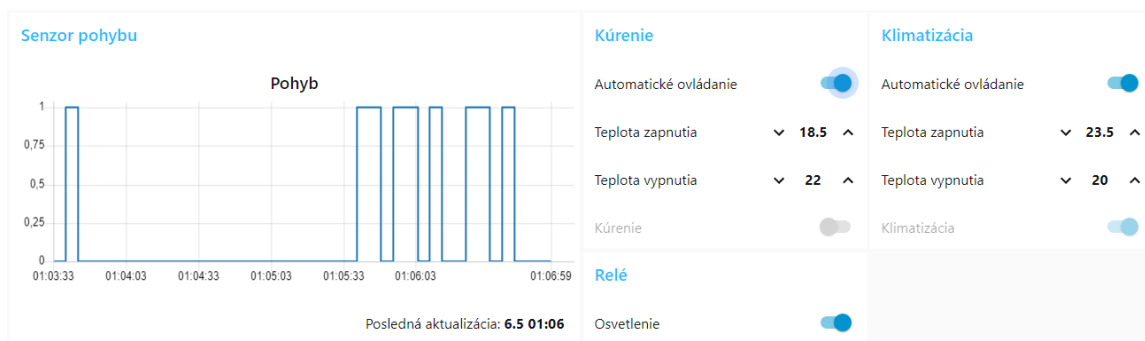 Senzor pohybu
Pohyb
1
0,75
0,5
0,25
0
01:03:33 01:04:03 01:04:33 01:05:03 01:05:33 01:06:03 01:06:59
Posledná aktualizácia: 6.5 01:06
Kúrenie
Automatické ovládanie
Teplota zapnutia 18.5
Teplota vypnutia 22
Kúrenie
Klimatizácia
Automatické ovládanie
Teplota zapnutia 23.5
Teplota vypnutia 20
Klimatizácia
Relé
Osvetlenie